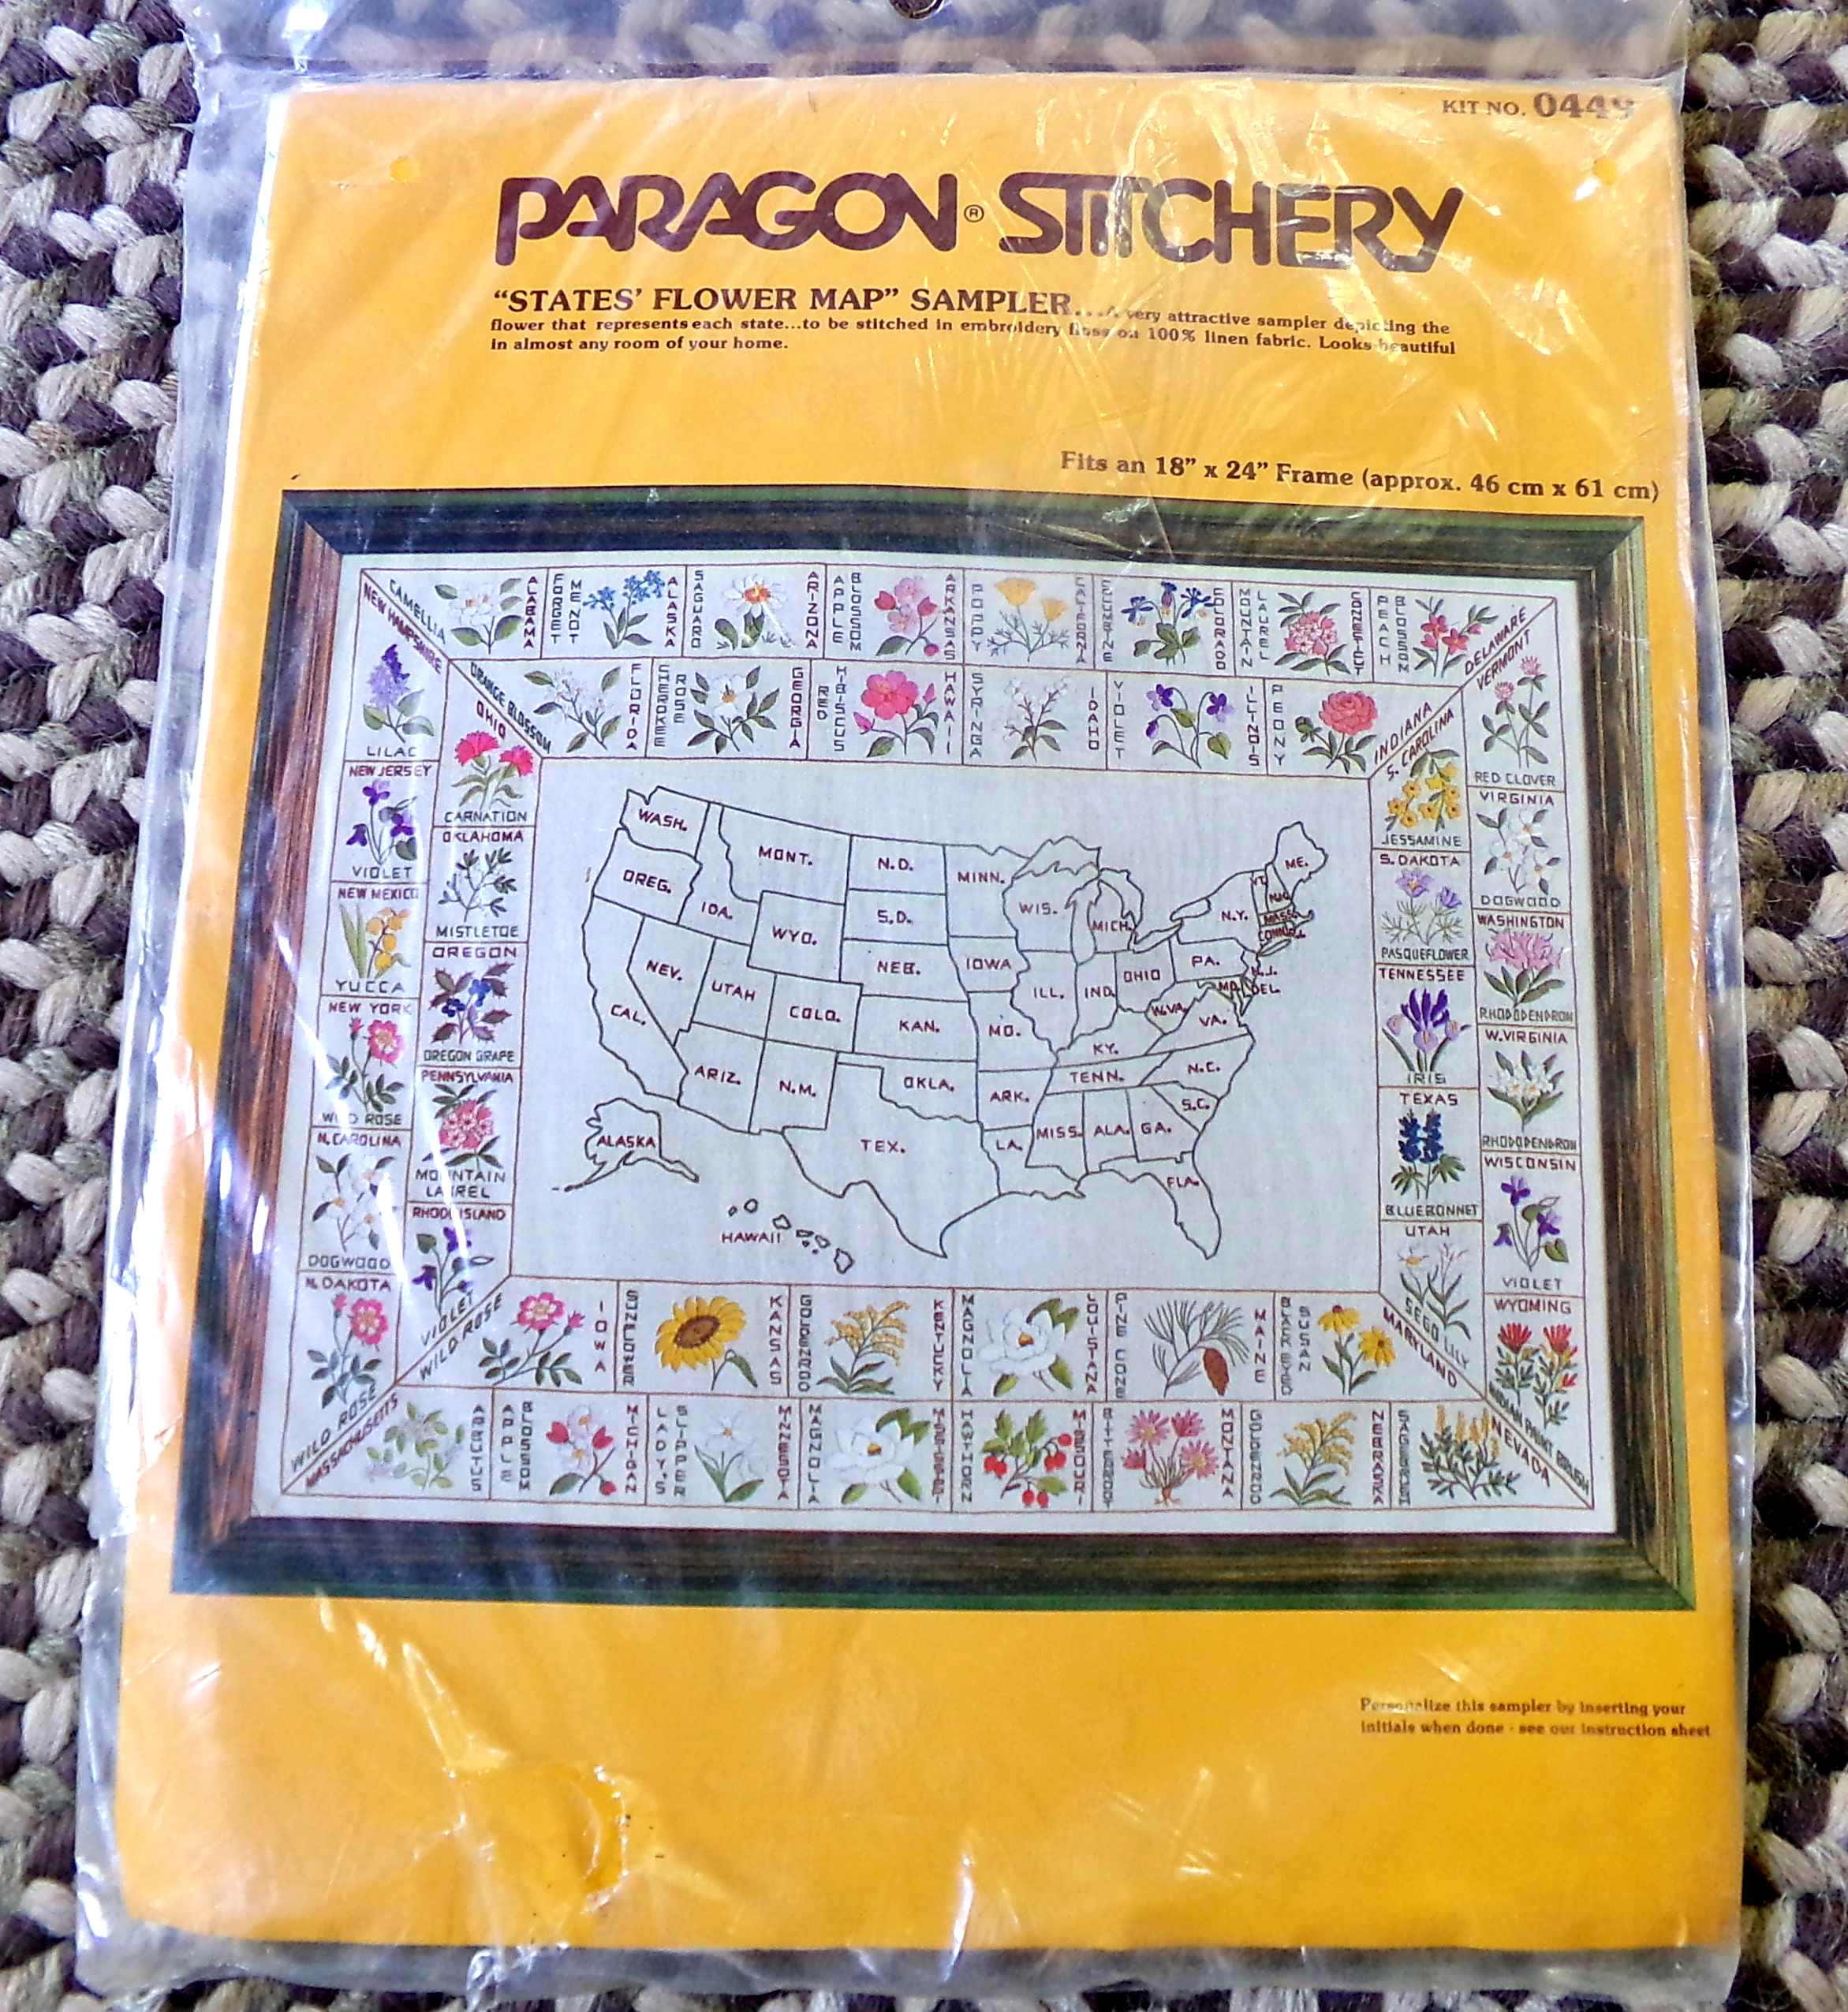 KIT NO. 0449
PARAGON® STITCHERY
“STATES’ FLOWER MAP” SAMPLER...A very attractive sampler depicting the
flower that represents each state...to be stitched in embroidery floss on 100% linen fabric. Looks beautiful
in almost any room of your home.
Fits an 18” x 24” Frame (approx. 46 cm x 61 cm)
CAMELLIA ALABAMA
FORGET ME NOT ALASKA
SAGUARO ARIZONA
APPLE BLOSSOM ARKANSAS
POPPY CALIFORNIA
COLUMBINE COLORADO
MOUNTAIN LAUREL CONNETICT
PEACH BLOSSOM DELAWARE
ORANGE BLOSSOM FLORIDA
CHEROKEE ROSE GEORGIA
RED HIBISCUS HAWAII
SYRINGA IDAHO
VIOLET ILLINOIS
PEONY INDIANA
NEW HAMPSHIRE
LILAC
NEW JERSEY
VIOLET
NEW MEXICO
YUCCA
NEW YORK
WILD ROSE
N. CAROLINA
DOGWOOD
N. DAKOTA
WILD ROSE
OHIO
CARNATION
OKLAHOMA
MISTLETOE
OREGON
OREGON GRAPE
PENNSYLVANIA
MOUNTAIN
LAUREL
RHODE ISLAND
VIOLET
WASH.
MONT.
N.D.
MINN.
ME.
OREG.
IDA.
S.D.
WIS.
MICH.
VT.
N.H.
N.Y.
MASS.
CONN.
R.I.
WYO.
NEV.
UTAH
NEB.
IOWA
ILL.
IND.
OHIO
PA.
N.J.
MD.
DEL.
CAL.
COLO.
KAN.
MO.
W.VA.
VA.
KY.
ARIZ.
N.M.
OKLA.
ARK.
TENN.
N.C.
S.C.
ALASKA
TEX.
LA.
MISS.
ALA.
GA.
FLA.
HAWAII
S. CAROLINA
JESSAMINE
S. DAKOTA
PASQUEFLOWER
TENNESSEE
IRIS
TEXAS
BLUEBONNET
UTAH
SEGO LILY
VERMONT
RED CLOVER
VIRGINIA
DOGWOOD
WASHINGTON
RHODODENDRON
W. VIRGINIA
RHODODENDRON
WISCONSIN
VIOLET
WYOMING
INDIAN PAINT BRUSH
WILD ROSE IOWA
SUNFLOWER KANSAS
GOLDENROD KENTUCKY
MAGNOLIA LOUISIANA
PINE CONE MAINE
BLACK EYED SUSAN MARYLAND
MASSACHUSETTS ARBUTUS
APPLE BLOSSOM MICHIGAN
LADY'S SLIPPER MINNESOTA
MAGNOLIA MISSISSIPPI
HAWTHORN MISSOURI
BITTERROOT MONTANA
GOLDENROD NEBRASKA
SAGEBRUSH NEVADA
Personalize this sampler by inserting your
initials when done - see our instruction sheet